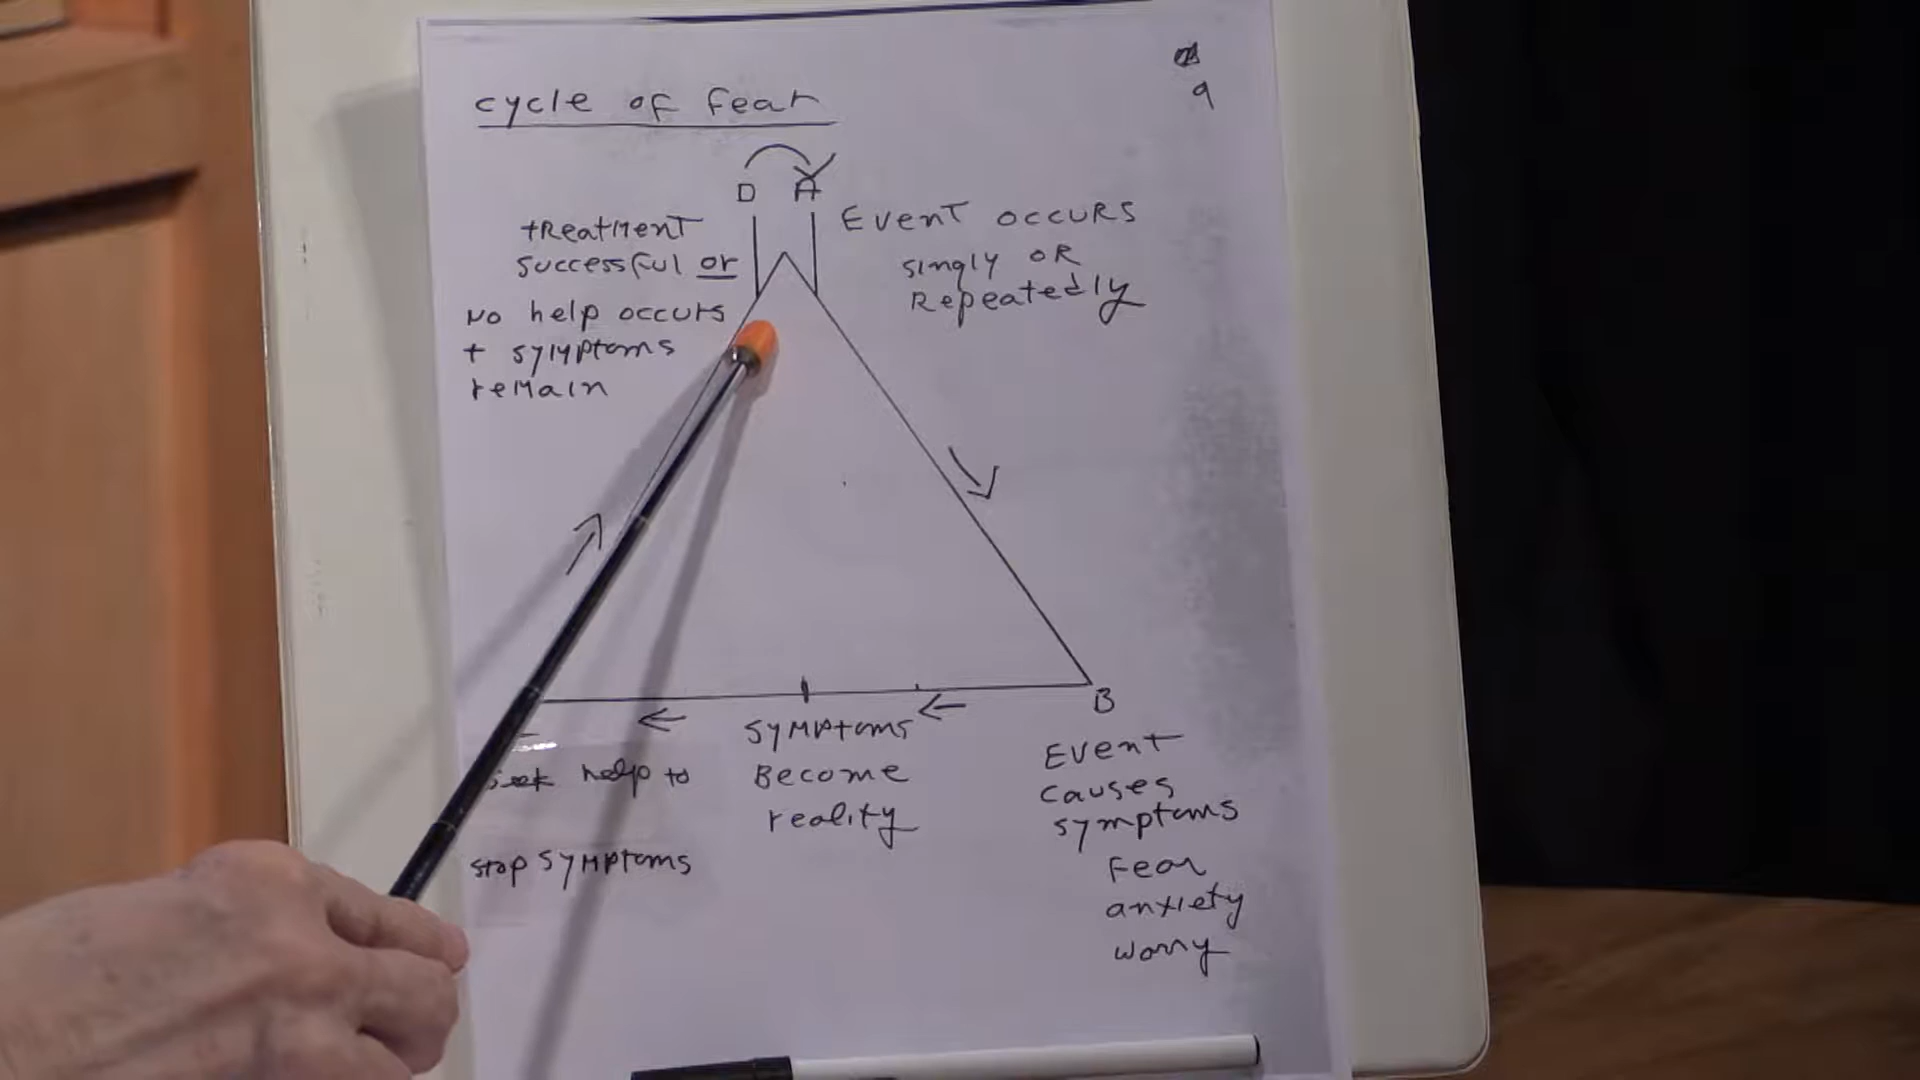 9
cycle of fear
D A
treatment
successful or
No help occurs
+ symptoms
remain
Event occurs
singly or
Repeatedly
B
Event
causes
symptoms
Fear
anxiety
worry
symptoms
Become
reality
seek help to
stop symptoms